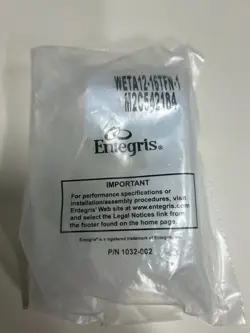 WETA12-16TFN-1
M20542184
Entegris®
IMPORTANT
For performance specifications or
installation/assembly procedures, visit
Entegris' Web site at www.entegris.com
and select the Legal Notices link from
the footer found on the home page.
Entegris® is a registered trademark of Entegris, Inc.
P/N 1032-002